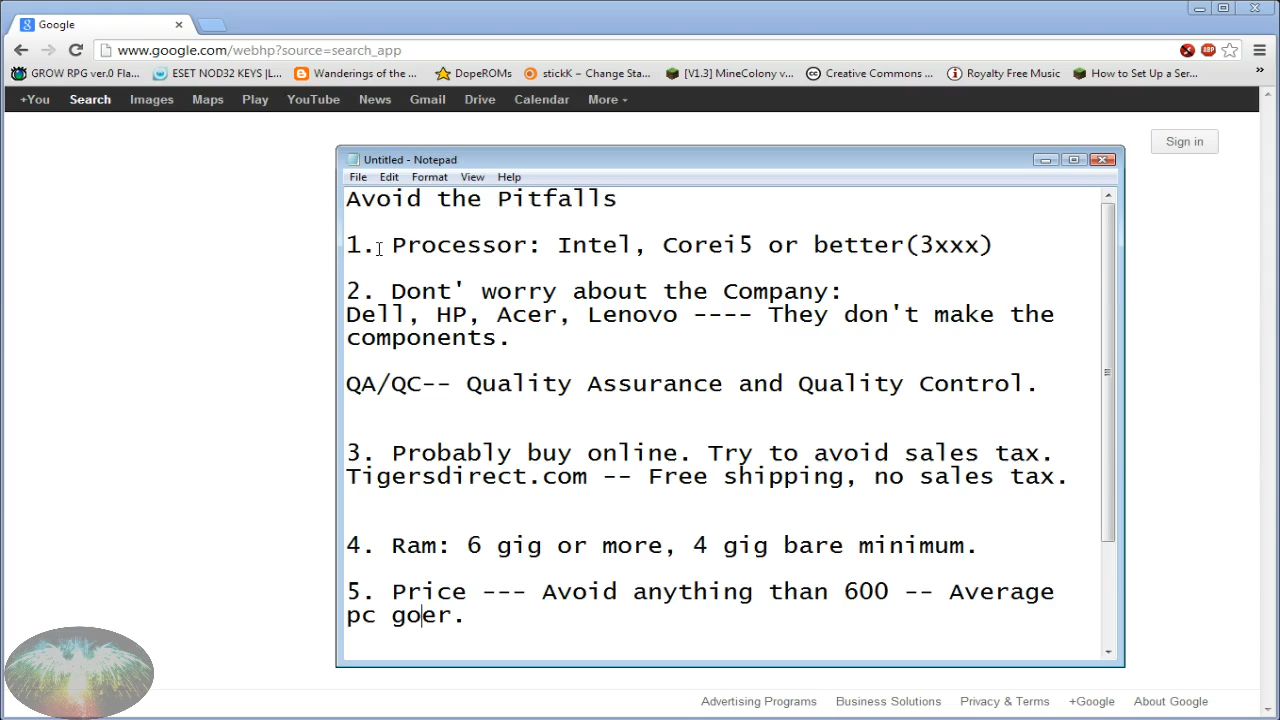 Google
www.google.com/webhp?source=search_app
GROW RPG ver.0 Fla... ESET NOD32 KEYS |L... Wanderings of the ... DopeROMs stickK – Change Sta... [V1.3] MineColony v... Creative Commons ... Royalty Free Music How to Set Up a Ser...
+You Search Images Maps Play YouTube News Gmail Drive Calendar More
Sign in
Untitled - Notepad
File Edit Format View Help
Avoid the Pitfalls
1. Processor: Intel, Corei5 or better(3xxx)
2. Dont' worry about the Company:
Dell, HP, Acer, Lenovo ---- They don't make the
components.
QA/QC-- Quality Assurance and Quality Control.
3. Probably buy online. Try to avoid sales tax.
Tigersdirect.com -- Free shipping, no sales tax.
4. Ram: 6 gig or more, 4 gig bare minimum.
5. Price --- Avoid anything than 600 -- Average
pc goer.
Advertising Programs Business Solutions Privacy & Terms +Google About Google